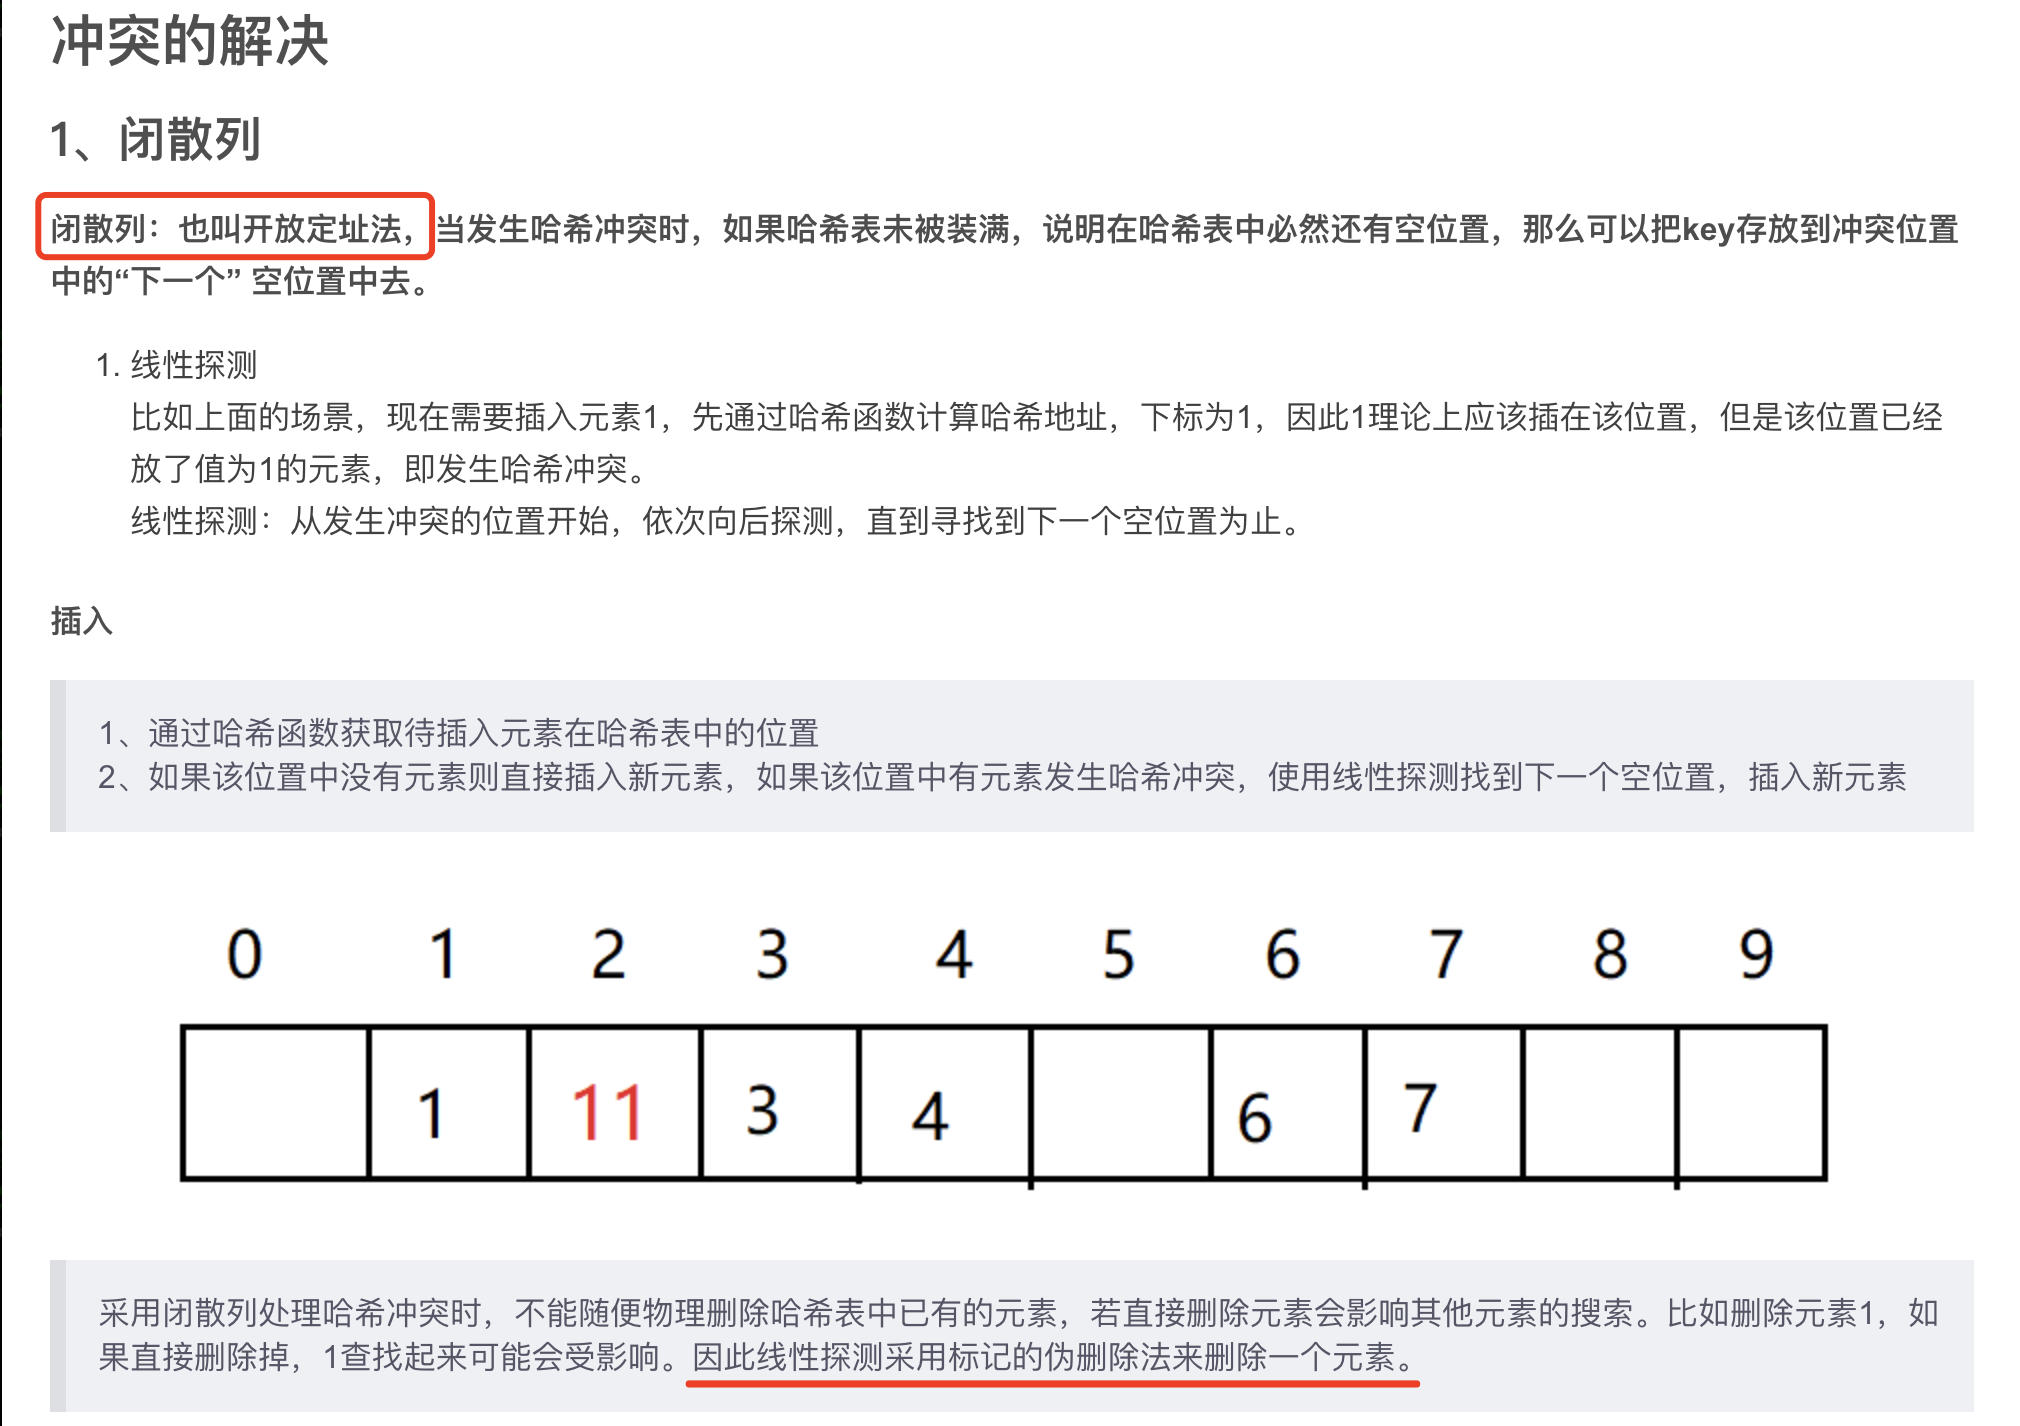 冲突的解决
1、闭散列
闭散列：也叫开放定址法，当发生哈希冲突时，如果哈希表未被装满，说明在哈希表中必然还有空位置，那么可以把key存放到冲突位置
中的“下一个” 空位置中去。
1. 线性探测
比如上面的场景，现在需要插入元素1，先通过哈希函数计算哈希地址，下标为1，因此1理论上应该插在该位置，但是该位置已经
放了值为1的元素，即发生哈希冲突。
线性探测：从发生冲突的位置开始，依次向后探测，直到寻找到下一个空位置为止。
插入
1、通过哈希函数获取待插入元素在哈希表中的位置
2、如果该位置中没有元素则直接插入新元素，如果该位置中有元素发生哈希冲突，使用线性探测找到下一个空位置，插入新元素
0 1 2 3 4 5 6 7 8 9
1 11 3 4 6 7
采用闭散列处理哈希冲突时，不能随便物理删除哈希表中已有的元素，若直接删除元素会影响其他元素的搜索。比如删除元素1，如
果直接删除掉，1查找起来可能会受影响。因此线性探测采用标记的伪删除法来删除一个元素。